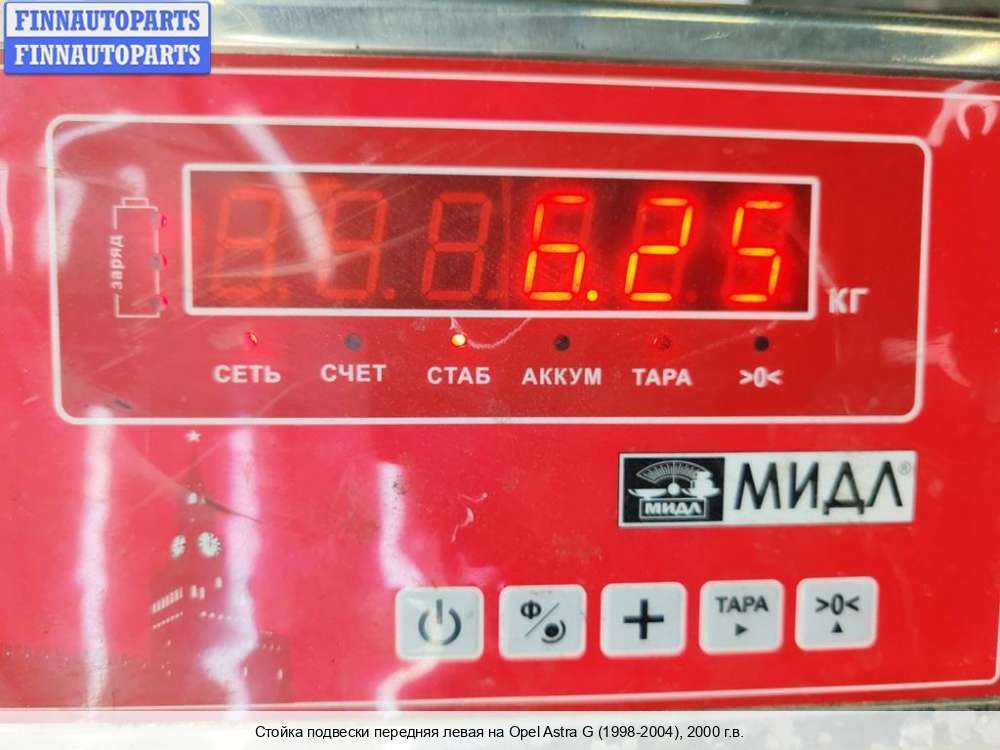 FINNAUTOPARTS
FINNAUTOPARTS
заряд
6.25
КГ
СЕТЬ СЧЕТ СТАБ АККУМ ТАРА >0<
МИДЛ МИДЛ®
Ф/ + ТАРА >0<
Стойка подвески передняя левая на Opel Astra G (1998-2004), 2000 г.в.